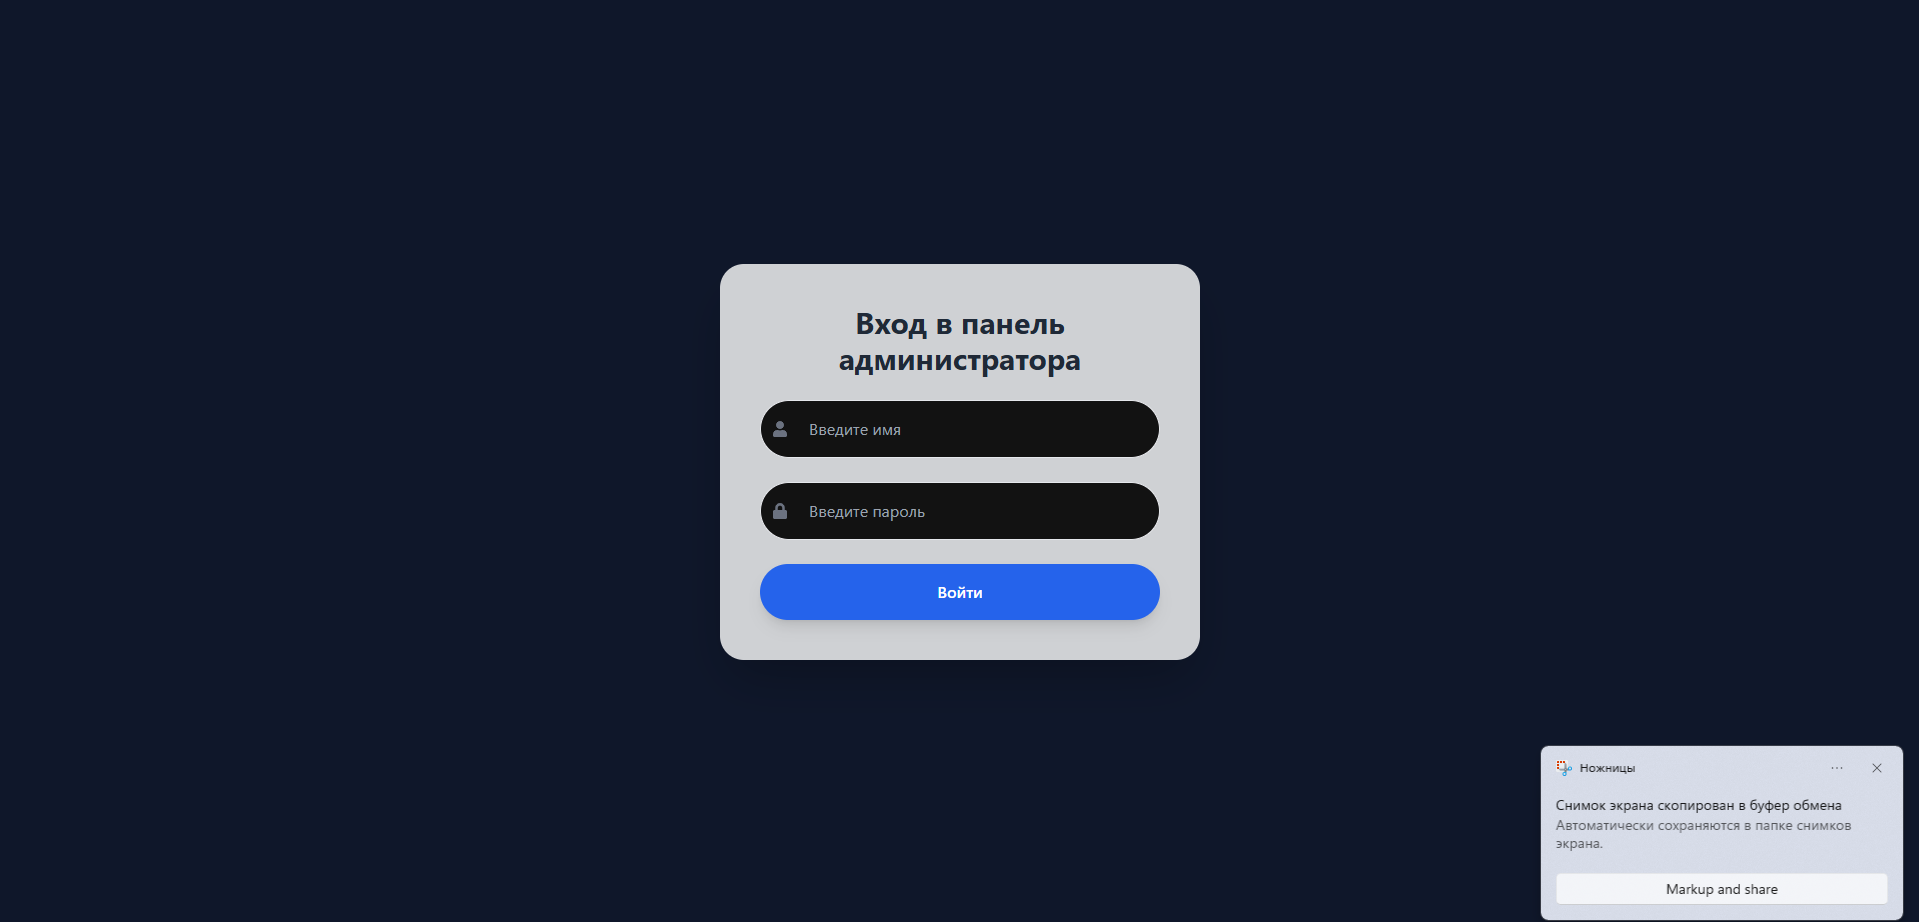 Вход в панель
администратора
Введите имя
Введите пароль
Войти
Ножницы
Снимок экрана скопирован в буфер обмена
Автоматически сохраняются в папке снимков
экрана.
Markup and share